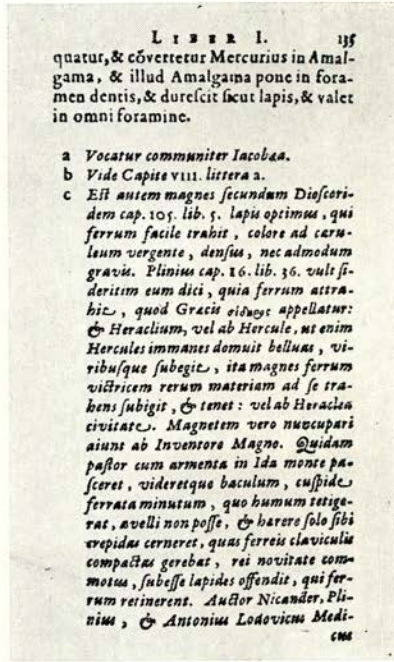 LIBER I. 135
quatur,& cõvertetur Mercurius in Amal-
gama, & illud Amalgama pone in fora-
men dentis,& dureſcit ſicut lapis,& valet
in omni foramine.
a Vocatur communiter Iacobæa.
b Vide Capite VIII. littera a.
c Eſt autem magnes ſecundum Dioſcori-
dem cap. 105. lib. 5. lapis optimus, qui
ferrum facile trahit, colore ad cæru-
leum vergente, denſus, nec admodum
gravis. Plinius cap. 16. lib. 36. vult ſi-
deritim eum dici, quia ferrum attra-
hit, quod Græcis appellatur:
& Heraclium, vel ab Hercule, ut enim
Hercules immanes domuit belluas, vi-
ribuſque ſubegit, ita magnes ferrum
victricem rerum materiam ad ſe tra-
hens ſubigit, & tenet: vel ab Heraclea
civitate. Magnetem vero nuncupari
aiunt ab Inventore Magno. Quidam
paſtor cum armenta in Ida monte pa-
ſceret, videretque baculum, cuſpide
ferrata minutum, quo humum tetige-
rat, avelli non poſſe, & hærere ſolo ſibi
crepidas cerneret, quas ferreis claviculis
compactas gerebat, rei novitate com-
motus, ſubeſſe lapides offendit, qui fer-
rum retinerent. Auctor Nicander, Pli-
nius, & Antonius Lodovicus Medi-
cus